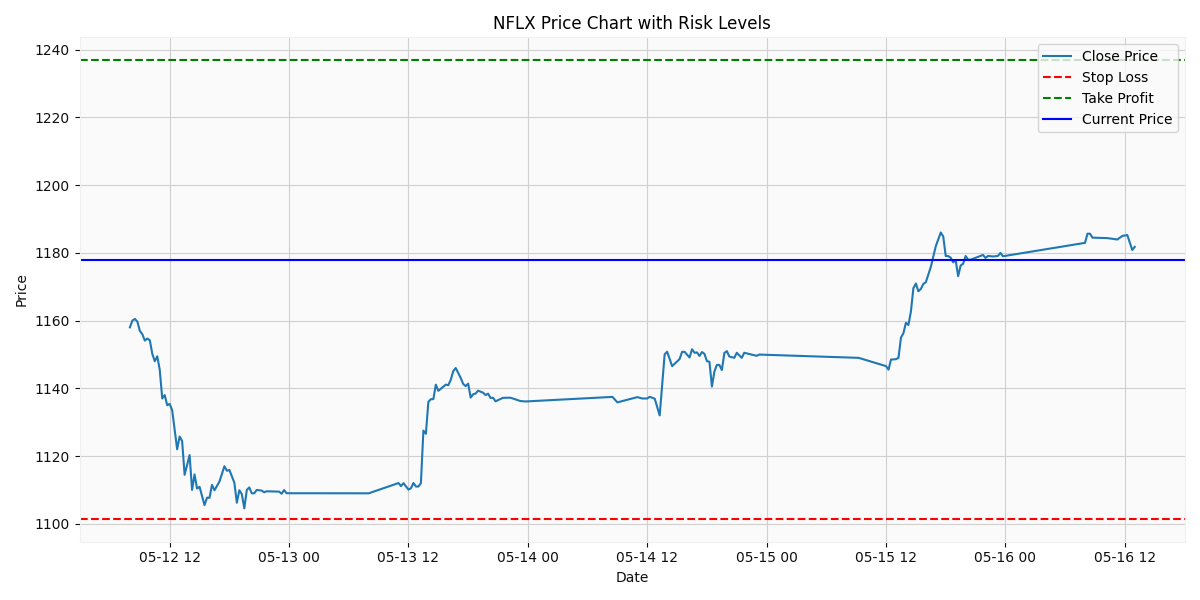 NFLX Price Chart with Risk Levels
1240
1220
1200
1180
1160
1140
1120
1100
Price
Close Price
Stop Loss
Take Profit
Current Price
05-12 12
05-13 00
05-13 12
05-14 00
05-14 12
05-15 00
05-15 12
05-16 00
05-16 12
Date